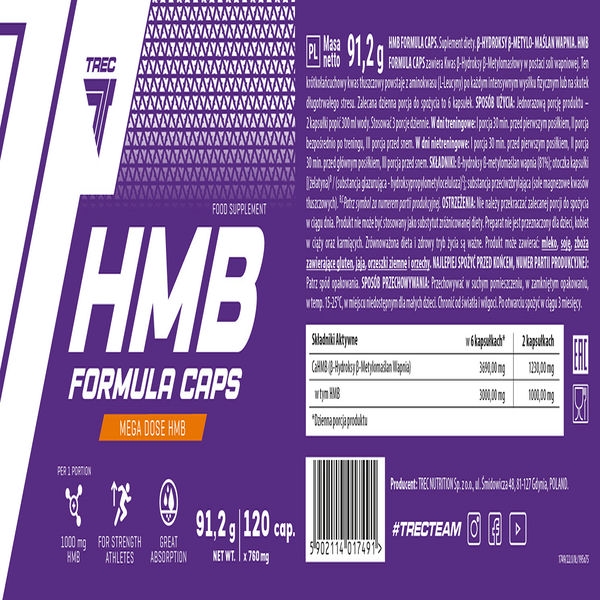 TREC
FOOD SUPPLEMENT
HMB
FORMULA CAPS
MEGA DOSE HMB
PER 1 PORTION
1000 mg
HMB
FOR STRENGTH
ATHLETES
GREAT
ABSORPTION
91,2 g
NET WT.
120 cap.
x 760 mg
PL Masa
netto 91,2 g
HMB FORMULA CAPS. Suplement diety. β-HYDROKSY β-METYLO- MAŚLAN WAPNIA. HMB
FORMULA CAPS zawiera Kwas β-Hydroksy β-Metylomasłowy w postaci soli wapniowej. Ten
krótkołańcuchowy kwas tłuszczowy powstaje z aminokwasu (L-Leucyny) po każdym intensywnym wysiłku fizycznym lub na skutek
długotrwałego stresu. Zalecana dzienna porcja do spożycia to 6 kapsułek. SPOSÓB UŻYCIA: Jednorazową porcję produktu –
2 kapsułki popić 300 ml wody. Stosować 3 porcje dziennie. W dni treningowe: I porcja 30 min. przed pierwszym posiłkiem, II porcja
bezpośrednio po treningu, III porcja przed snem. W dni nietreningowe: I porcja 30 min. przed pierwszym posiłkiem, II porcja
30 min. przed głównym posiłkiem, III porcja przed snem. SKŁADNIKI: β-hydroksy β-metylomaślan wapnia (81%); otoczka kapsułki
[(żelatyna)² / (substancja glazurująca - hydroksypropylometyloceluloza)¹]; substancja przeciwzbrylająca (sole magnezowe kwasów
tłuszczowych). Patrz symbol za numerem partii produkcyjnej. OSTRZEŻENIA: Nie należy przekraczać zalecanej porcji do spożycia
w ciągu dnia. Produkt nie może być stosowany jako substytut zróżnicowanej diety. Preparat nie jest przeznaczony dla dzieci, kobiet
w ciąży oraz karmiących. Zrównoważona dieta i zdrowy tryb życia są ważne. Produkt może zawierać: mleko, soję, zboża
zawierające gluten, jaja, orzeszki ziemne i orzechy. NAJLEPIEJ SPOŻYĆ PRZED KOŃCEM, NUMER PARTII PRODUKCYJNEJ:
Patrz spód opakowania. SPOSÓB PRZECHOWYWANIA: Przechowywać w suchym pomieszczeniu, w zamkniętym opakowaniu,
w temp. 15-25°C, w miejscu niedostępnym dla małych dzieci. Chronić od światła i wilgoci. Po otwarciu spożyć w ciągu 3 miesięcy.
Składniki Aktywne w 6 kapsułkach* 2 kapsułkach
CaHMB (β-Hydroksy β-Metylomaślan Wapnia) 3690,00 mg 1230,00 mg
w tym HMB 3000,00 mg 1000,00 mg
*Dzienna porcja produktu
EAC
Producent: TREC NUTRITION Sp. z o.o., ul. Śmidowicza 48, 81-127 Gdynia, POLAND.
#TRECTEAM
5 902114 017491 >